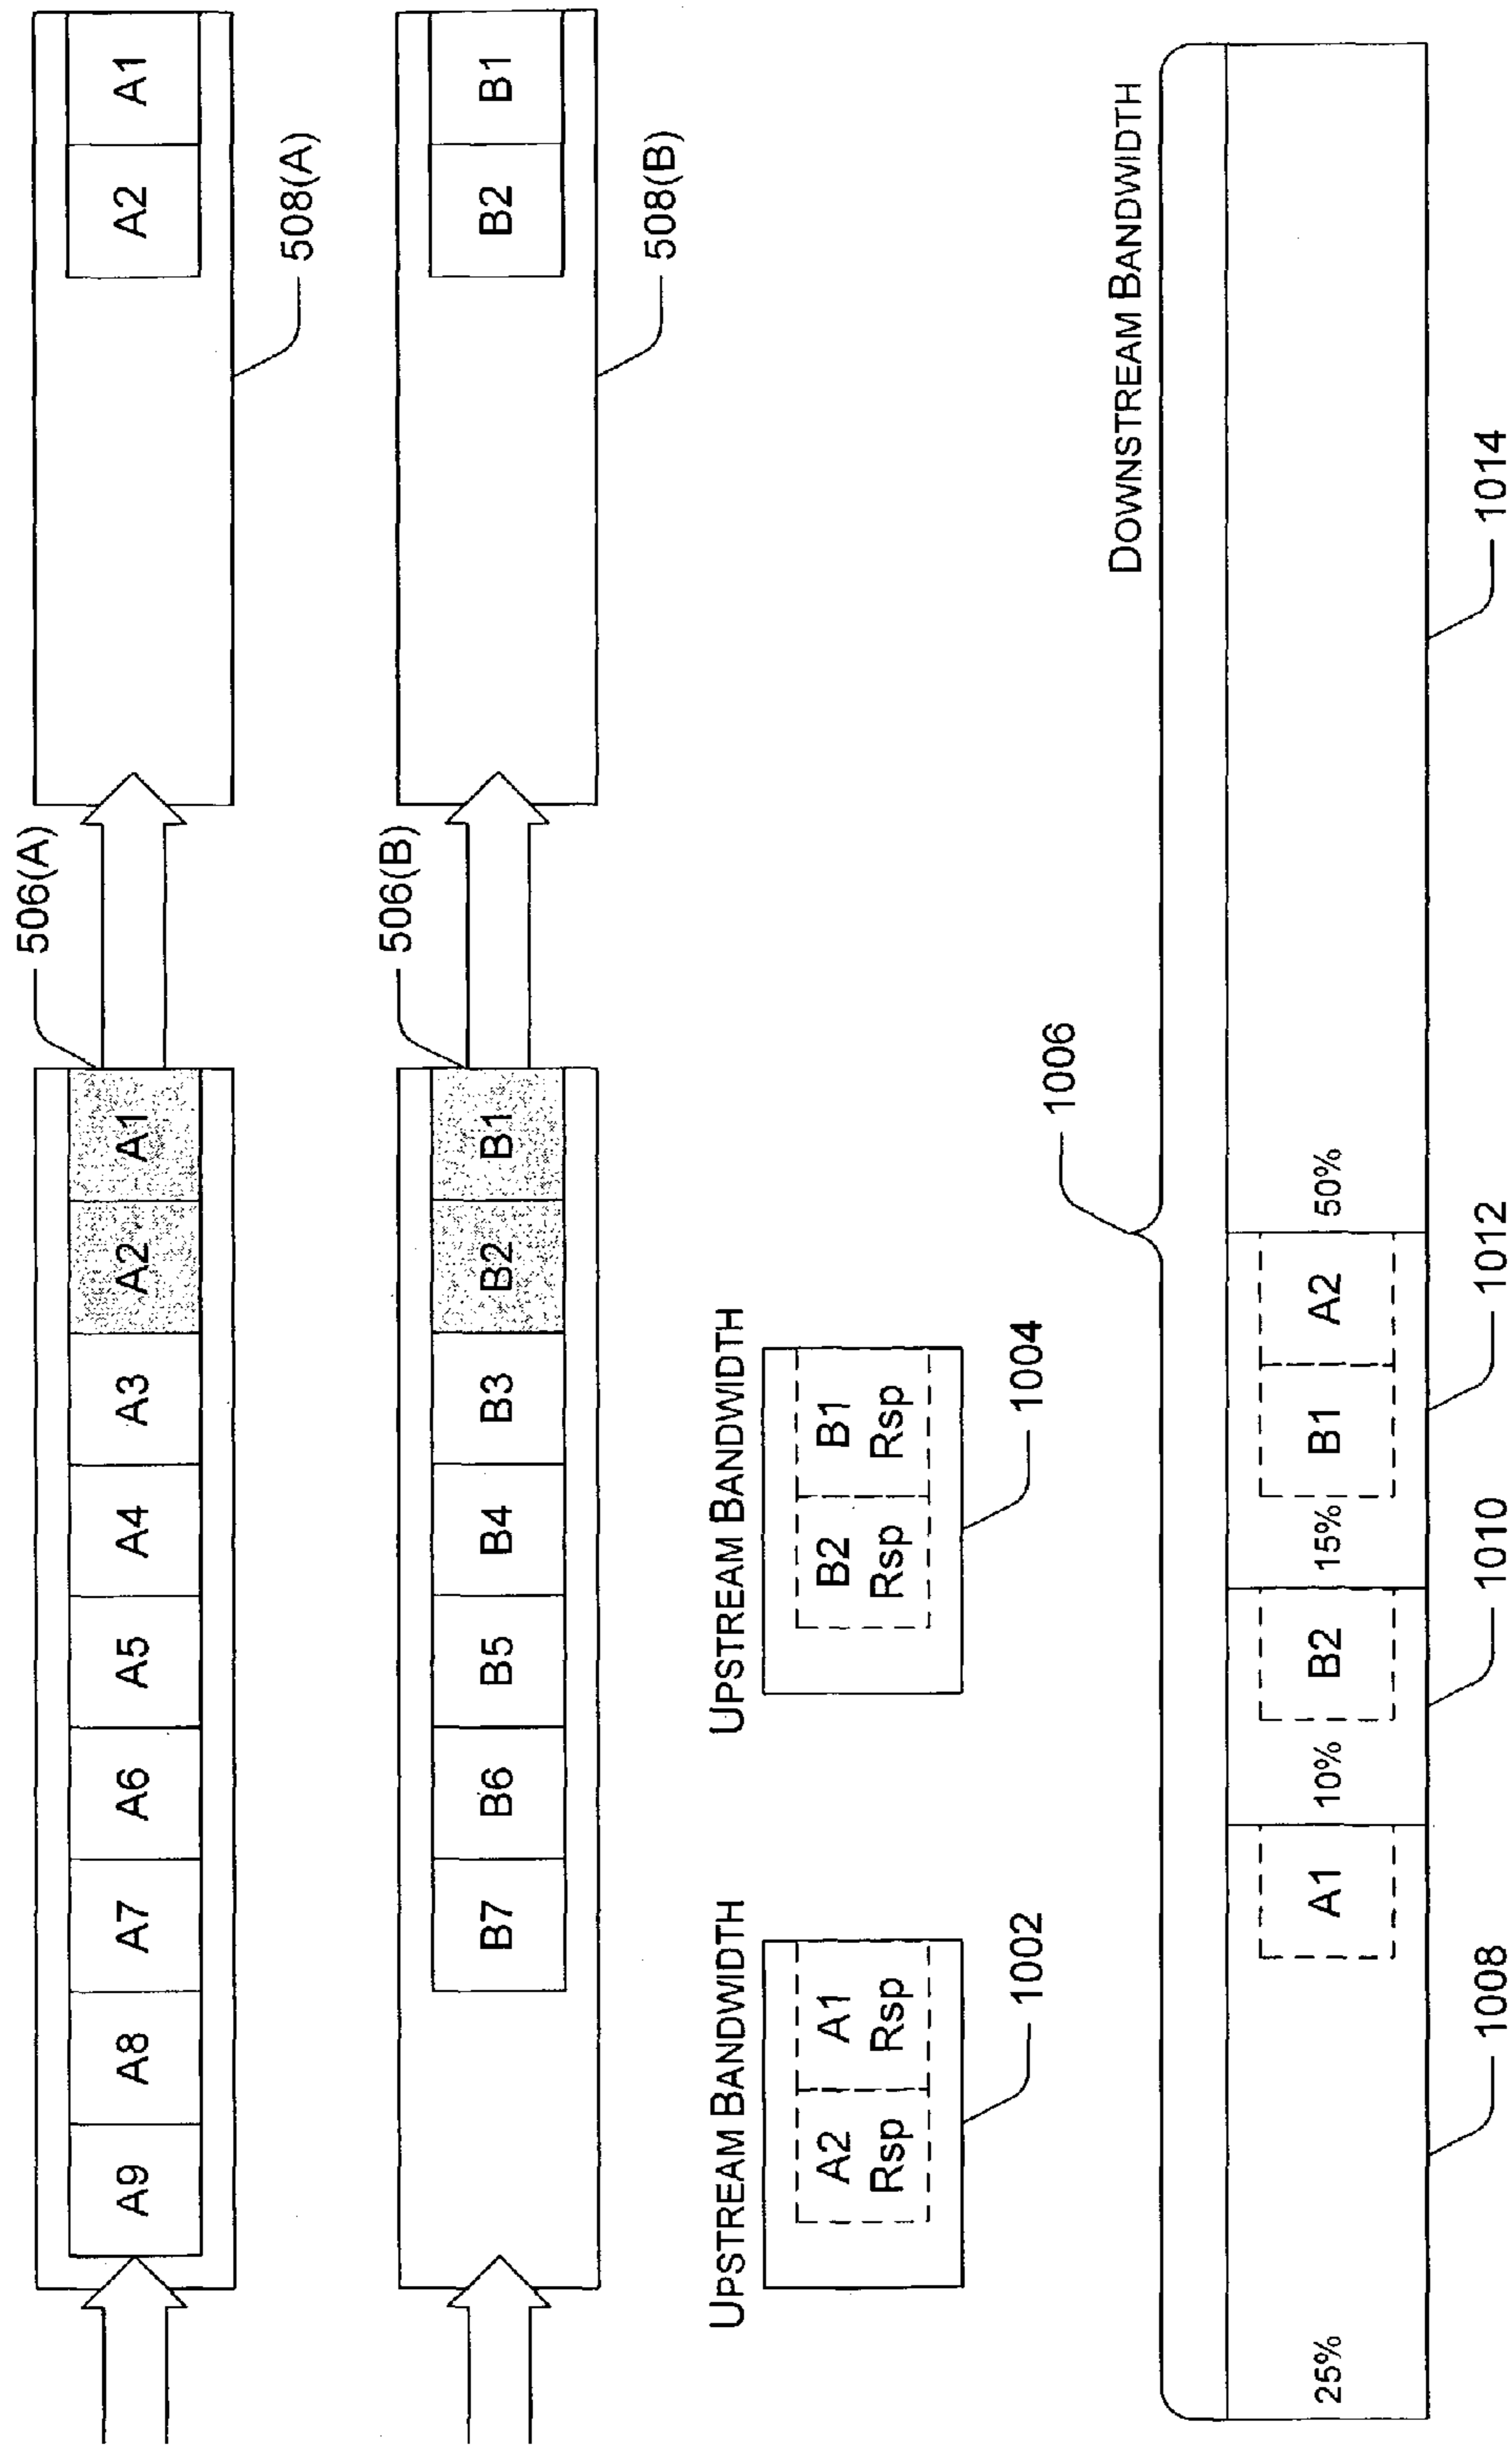 506(A)
A9 A8 A7 A6 A5 A4 A3 A2 A1
A2 A1
508(A)
506(B)
B7 B6 B5 B4 B3 B2 B1
B2 B1
508(B)
UPSTREAM BANDWIDTH
A2 A1
Rsp Rsp
1002
UPSTREAM BANDWIDTH
B2 B1
Rsp Rsp
1004
1006
DOWNSTREAM BANDWIDTH
25% A1 10% B2 15% B1 A2 50%
1008 1010 1012 1014